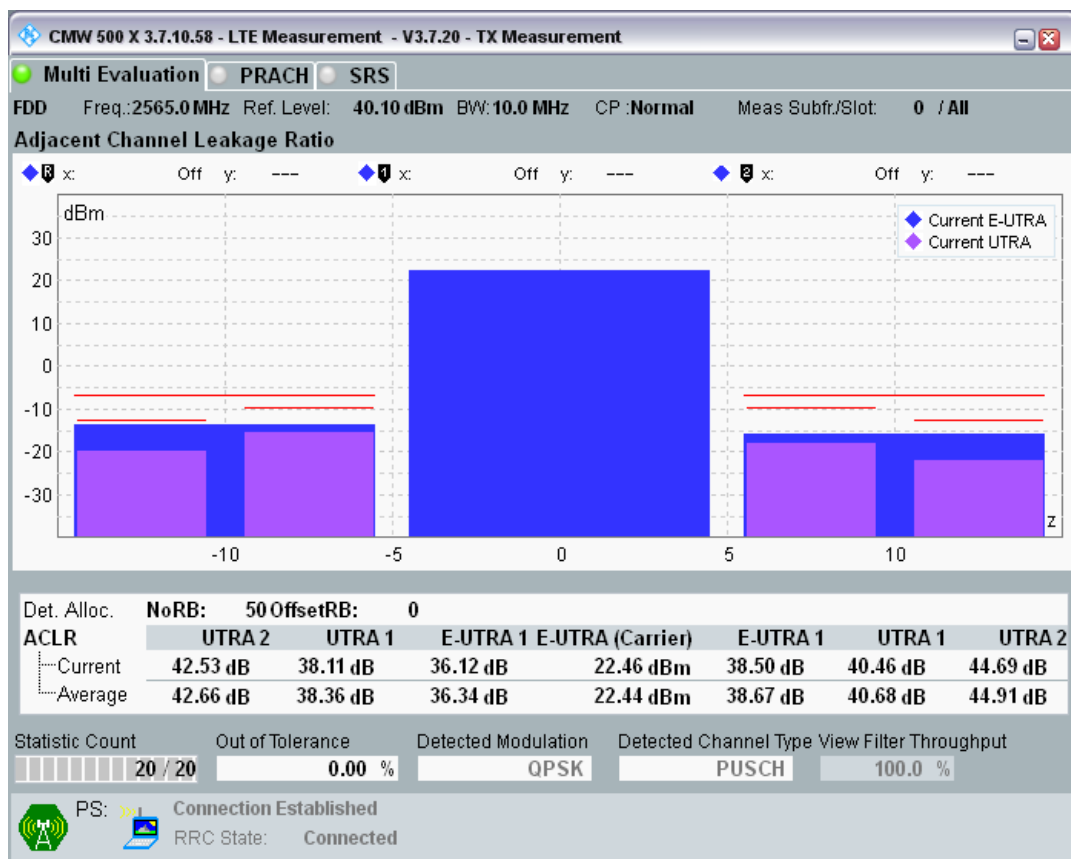 CMW 500 X 3.7.10.58 - LTE Measurement - V3.7.20 - TX Measurement
Multi Evaluation PRACH SRS
FDD Freq.:2565.0 MHz Ref. Level: 40.10 dBm BW: 10.0 MHz CP :Normal Meas Subfr./Slot: 0 / All
Adjacent Channel Leakage Ratio
R x: Off y: --- 1 x: Off y: --- 2 x: Off y: ---
dBm
Current E-UTRA
Current UTRA
30
20
10
0
-10
-20
-30
z
-10 -5 0 5 10
Det. Alloc. NoRB: 50 OffsetRB: 0
ACLR UTRA 2 UTRA 1 E-UTRA 1 E-UTRA (Carrier) E-UTRA 1 UTRA 1 UTRA 2
Current 42.53 dB 38.11 dB 36.12 dB 22.46 dBm 38.50 dB 40.46 dB 44.69 dB
Average 42.66 dB 38.36 dB 36.34 dB 22.44 dBm 38.67 dB 40.68 dB 44.91 dB
Statistic Count Out of Tolerance Detected Modulation Detected Channel Type View Filter Throughput
20 / 20 0.00 % QPSK PUSCH 100.0 %
PS: Connection Established
RRC State: Connected